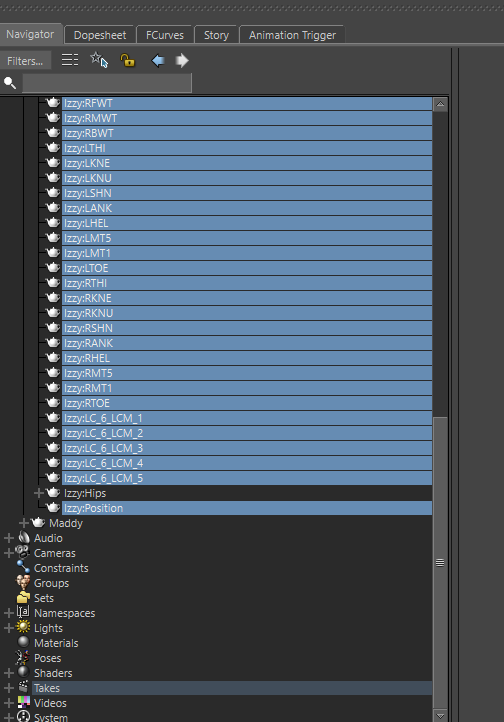 Navigator Dopesheet FCurves Story Animation Trigger
Filters...
Izzy:RFWT
Izzy:RMWT
Izzy:RBWT
Izzy:LTHI
Izzy:LKNE
Izzy:LKNU
Izzy:LSHN
Izzy:LANK
Izzy:LHEL
Izzy:LMT5
Izzy:LMT1
Izzy:LTOE
Izzy:RTHI
Izzy:RKNE
Izzy:RKNU
Izzy:RSHN
Izzy:RANK
Izzy:RHEL
Izzy:RMT5
Izzy:RMT1
Izzy:RTOE
Izzy:LC_6_LCM_1
Izzy:LC_6_LCM_2
Izzy:LC_6_LCM_3
Izzy:LC_6_LCM_4
Izzy:LC_6_LCM_5
Izzy:Hips
Izzy:Position
Maddy
Audio
Cameras
Constraints
Groups
Sets
Namespaces
Lights
Materials
Poses
Shaders
Takes
Videos
System